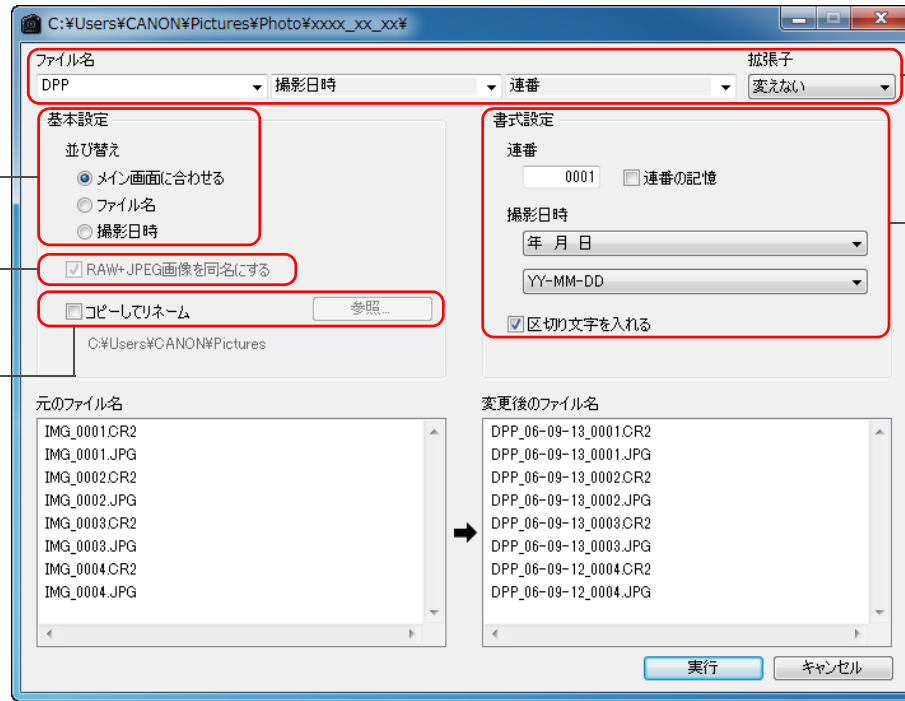 C:¥Users¥CANON¥Pictures¥Photo¥xxxx_xx_xx¥
ファイル名 拡張子
DPP 撮影日時 連番 変えない
基本設定
並び替え
メイン画面に合わせる
ファイル名
撮影日時
RAW+JPEG画像を同名にする
コピーしてリネーム 参照...
C:¥Users¥CANON¥Pictures
書式設定
連番
0001 連番の記憶
撮影日時
年 月 日
YY-MM-DD
区切り文字を入れる
元のファイル名
IMG_0001.CR2
IMG_0001.JPG
IMG_0002.CR2
IMG_0002.JPG
IMG_0003.CR2
IMG_0003.JPG
IMG_0004.CR2
IMG_0004.JPG
変更後のファイル名
DPP_06-09-13_0001.CR2
DPP_06-09-13_0001.JPG
DPP_06-09-13_0002.CR2
DPP_06-09-13_0002.JPG
DPP_06-09-13_0003.CR2
DPP_06-09-13_0003.JPG
DPP_06-09-12_0004.CR2
DPP_06-09-12_0004.JPG
実行 キャンセル